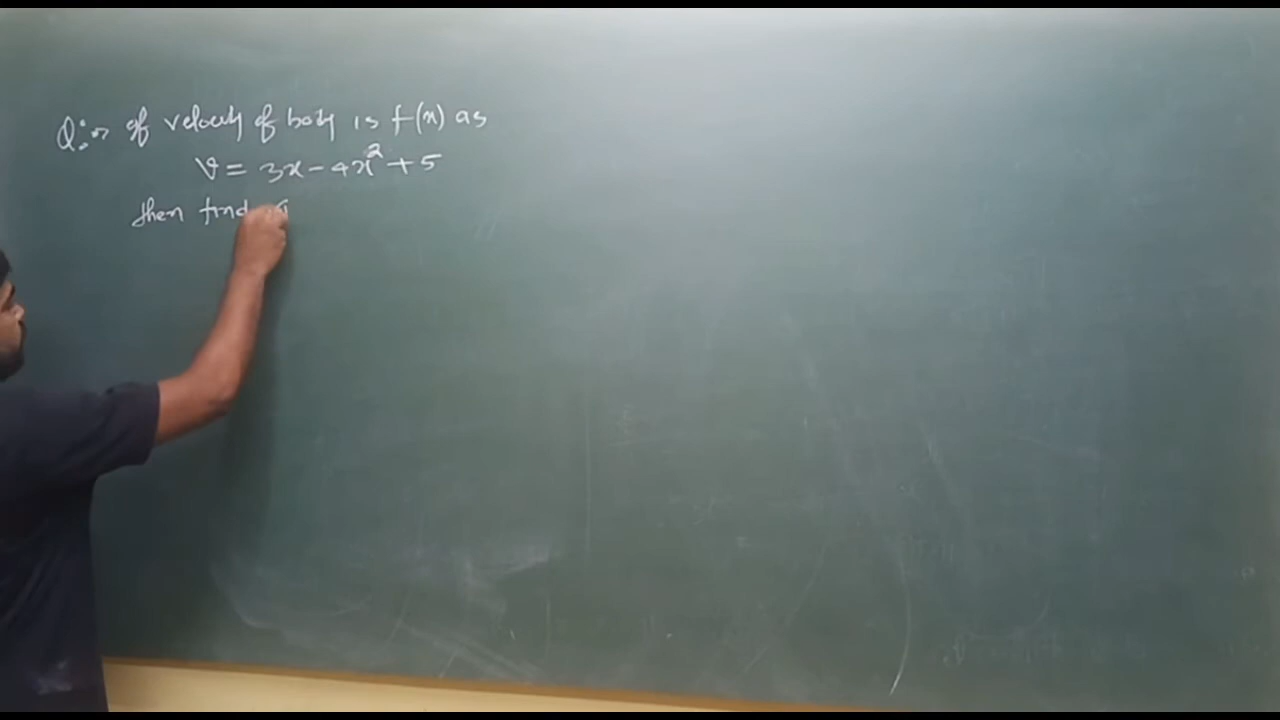 Q:→ If velocity of body is f(x) as
v = 3x - 4x² + 5
then find